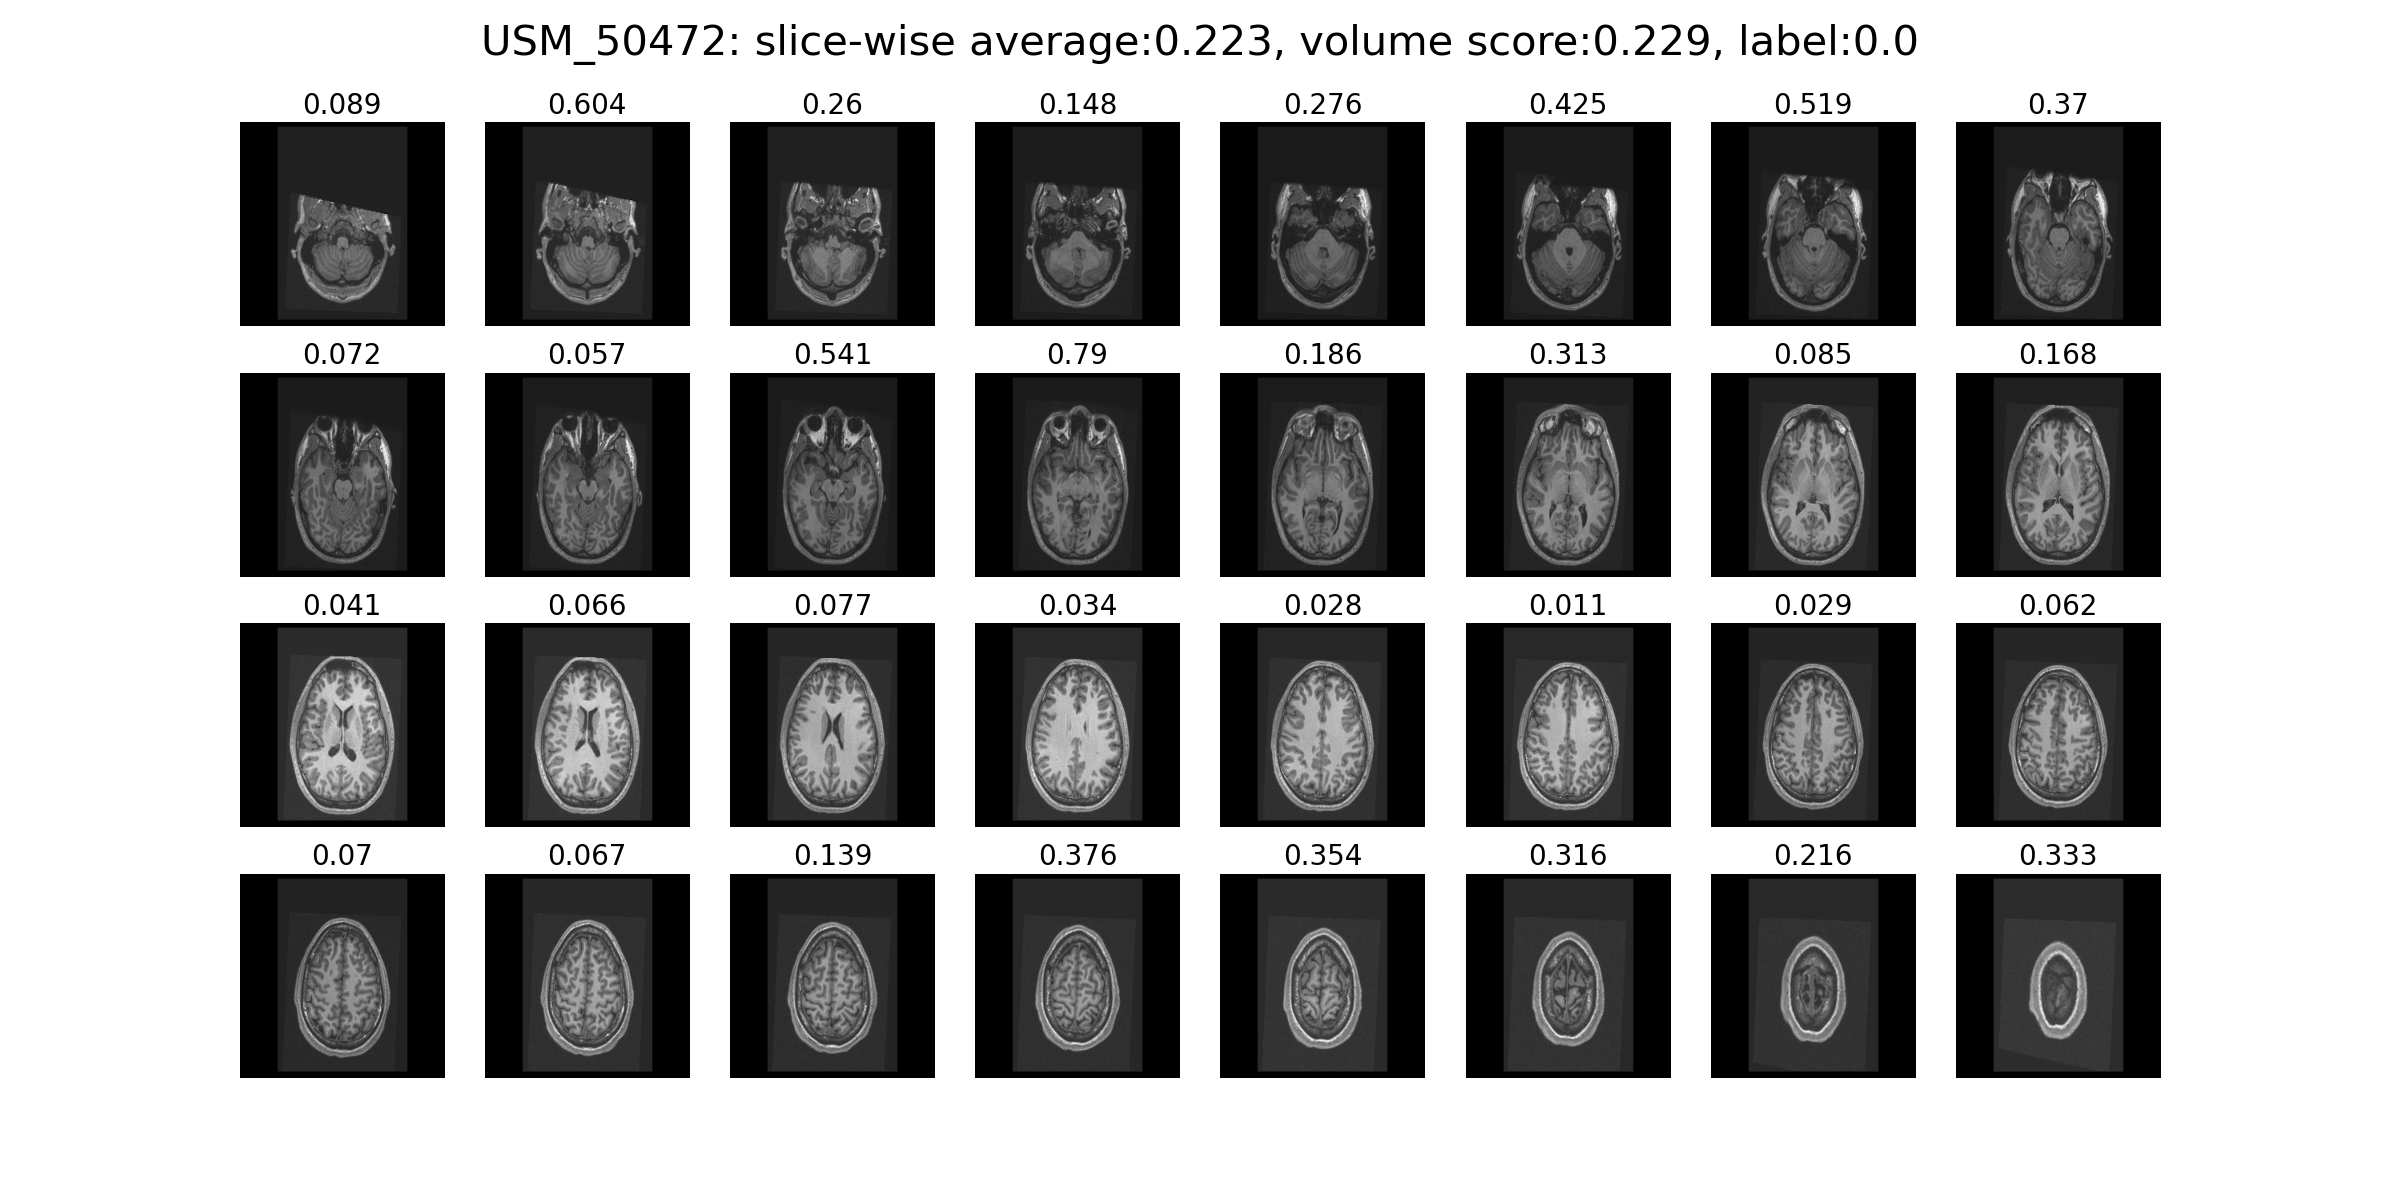 USM_50472: slice-wise average:0.223, volume score:0.229, label:0.0
0.089 0.604 0.26 0.148 0.276 0.425 0.519 0.37
0.072 0.057 0.541 0.79 0.186 0.313 0.085 0.168
0.041 0.066 0.077 0.034 0.028 0.011 0.029 0.062
0.07 0.067 0.139 0.376 0.354 0.316 0.216 0.333